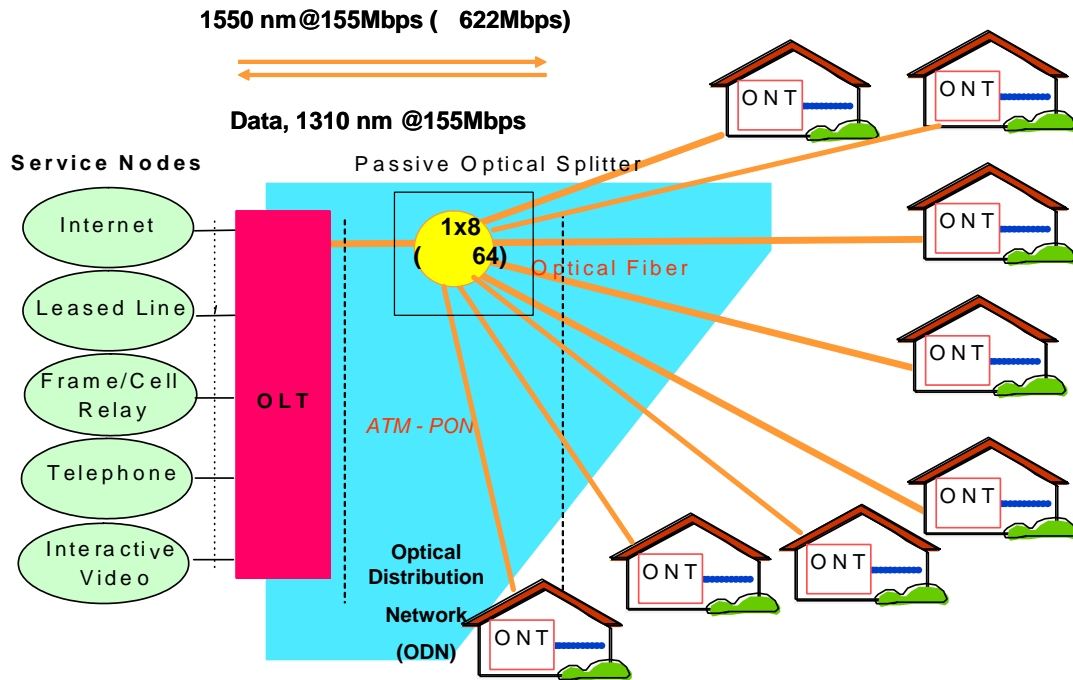 1550 nm @155Mbps ( 622Mbps)
Data, 1310 nm @155Mbps
Service Nodes
Passive Optical Splitter
Internet
Leased Line
Frame/Cell
Relay
Telephone
Interactive
Video
OLT
1x8
( 64)
Optical Fiber
ATM - PON
Optical
Distribution
Network
(ODN)
ONT
ONT
ONT
ONT
ONT
ONT
ONT
ONT